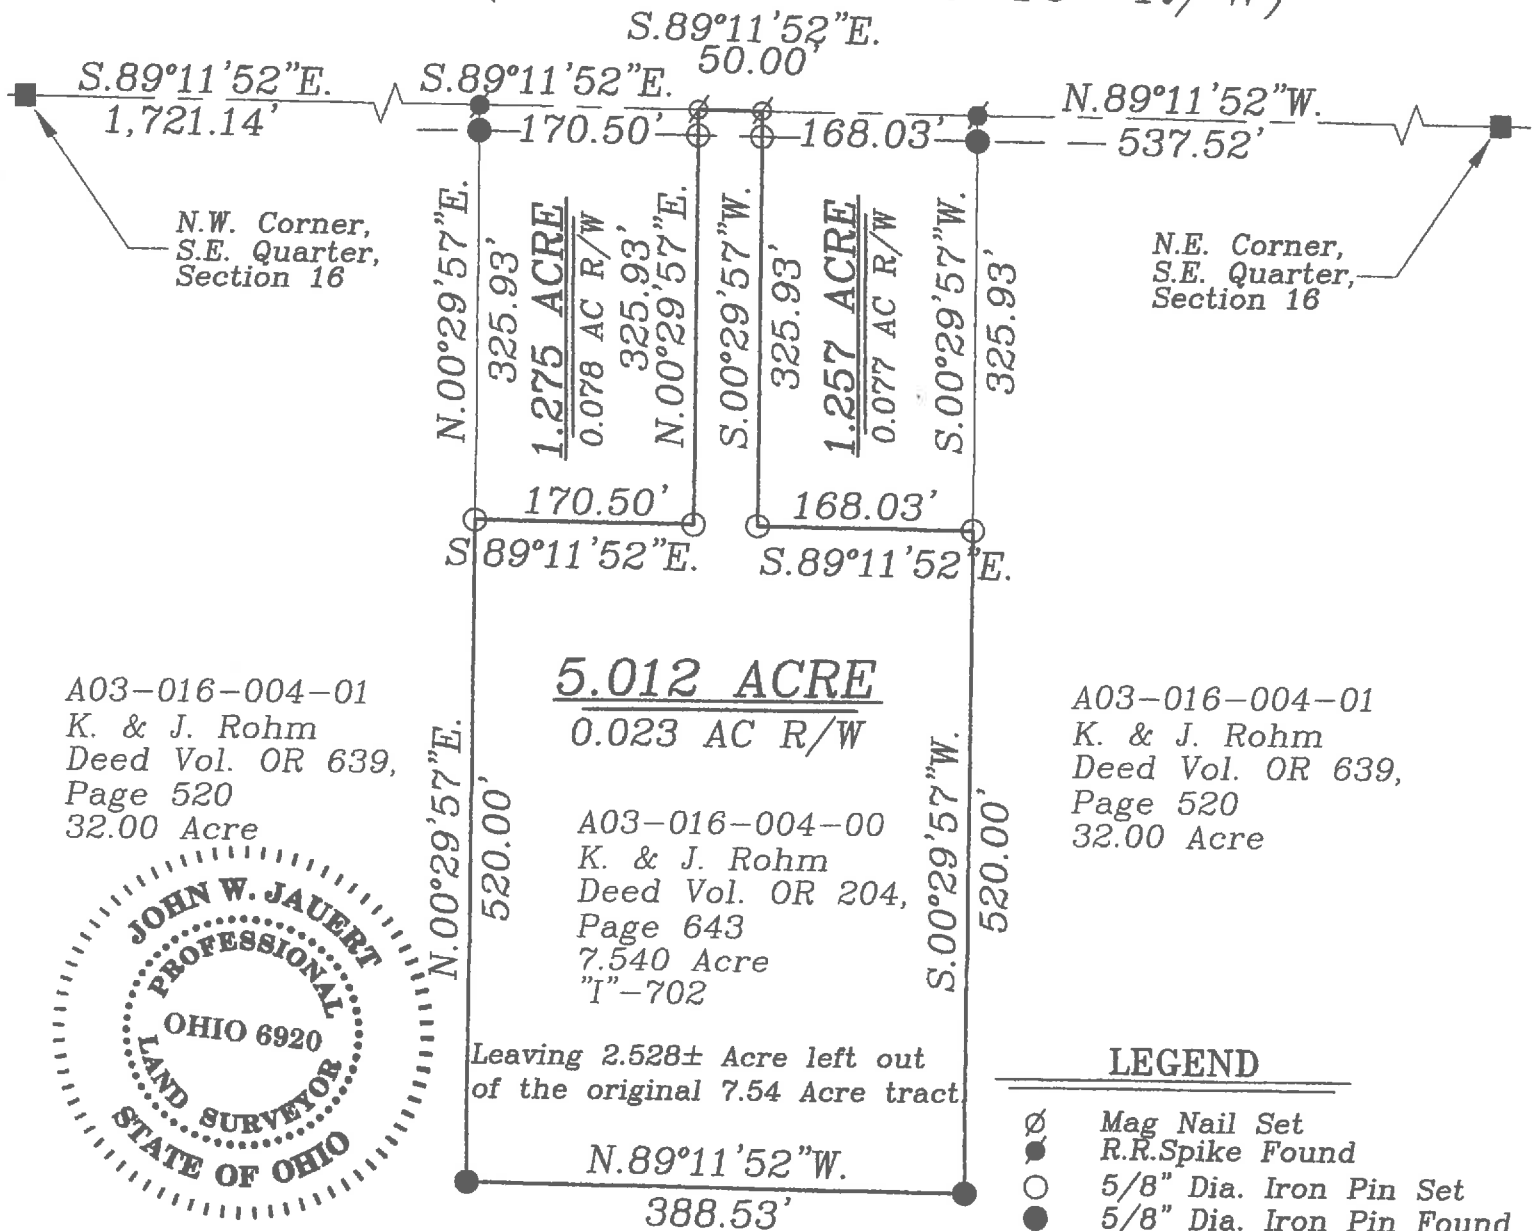 S.89°11'52"E.
50.00'
S.89°11'52"E.
1,721.14'
S.89°11'52"E.
170.50'
168.03'
N.89°11'52"W.
537.52'
N.W. Corner,
S.E. Quarter,
Section 16
N.E. Corner,
S.E. Quarter,
Section 16
N.00°29'57"E.
325.93'
1.275 ACRE
0.078 AC R/W
325.93'
N.00°29'57"E.
S.00°29'57"W.
325.93'
1.257 ACRE
0.077 AC R/W
S.00°29'57"W.
325.93'
170.50'
S.89°11'52"E.
168.03'
S.89°11'52"E.
5.012 ACRE
0.023 AC R/W
A03-016-004-01
K. & J. Rohm
Deed Vol. OR 639,
Page 520
32.00 Acre
N.00°29'57"E.
520.00'
A03-016-004-00
K. & J. Rohm
Deed Vol. OR 204,
Page 643
7.540 Acre
"I"-702
S.00°29'57"W.
520.00'
A03-016-004-01
K. & J. Rohm
Deed Vol. OR 639,
Page 520
32.00 Acre
JOHN W. JAUERT
PROFESSIONAL
OHIO 6920
LAND SURVEYOR
STATE OF OHIO
Leaving 2.528± Acre left out
of the original 7.54 Acre tract
N.89°11'52"W.
388.53'
LEGEND
Mag Nail Set
R.R.Spike Found
5/8" Dia. Iron Pin Set
5/8" Dia. Iron Pin Found